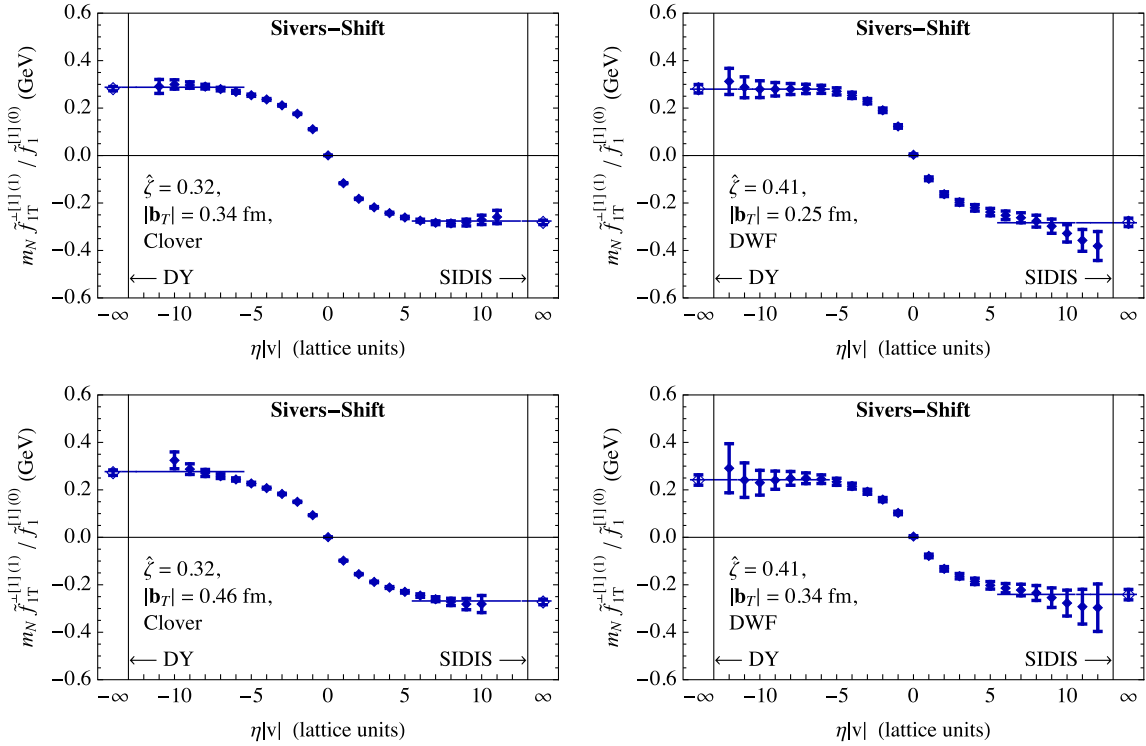 Sivers−Shift
m_N f̃_{1T}^{⊥[1](1)} / f̃_1^{[1](0)} (GeV)
0.6
0.4
0.2
0.0
−0.2
−0.4
−0.6
ζ̂ = 0.32,
|b_T| = 0.34 fm,
Clover
← DY
SIDIS →
−∞ −10 −5 0 5 10 ∞
η|v| (lattice units)
Sivers−Shift
m_N f̃_{1T}^{⊥[1](1)} / f̃_1^{[1](0)} (GeV)
0.6
0.4
0.2
0.0
−0.2
−0.4
−0.6
ζ̂ = 0.41,
|b_T| = 0.25 fm,
DWF
← DY
SIDIS →
−∞ −10 −5 0 5 10 ∞
η|v| (lattice units)
Sivers−Shift
m_N f̃_{1T}^{⊥[1](1)} / f̃_1^{[1](0)} (GeV)
0.6
0.4
0.2
0.0
−0.2
−0.4
−0.6
ζ̂ = 0.32,
|b_T| = 0.46 fm,
Clover
← DY
SIDIS →
−∞ −10 −5 0 5 10 ∞
η|v| (lattice units)
Sivers−Shift
m_N f̃_{1T}^{⊥[1](1)} / f̃_1^{[1](0)} (GeV)
0.6
0.4
0.2
0.0
−0.2
−0.4
−0.6
ζ̂ = 0.41,
|b_T| = 0.34 fm,
DWF
← DY
SIDIS →
−∞ −10 −5 0 5 10 ∞
η|v| (lattice units)